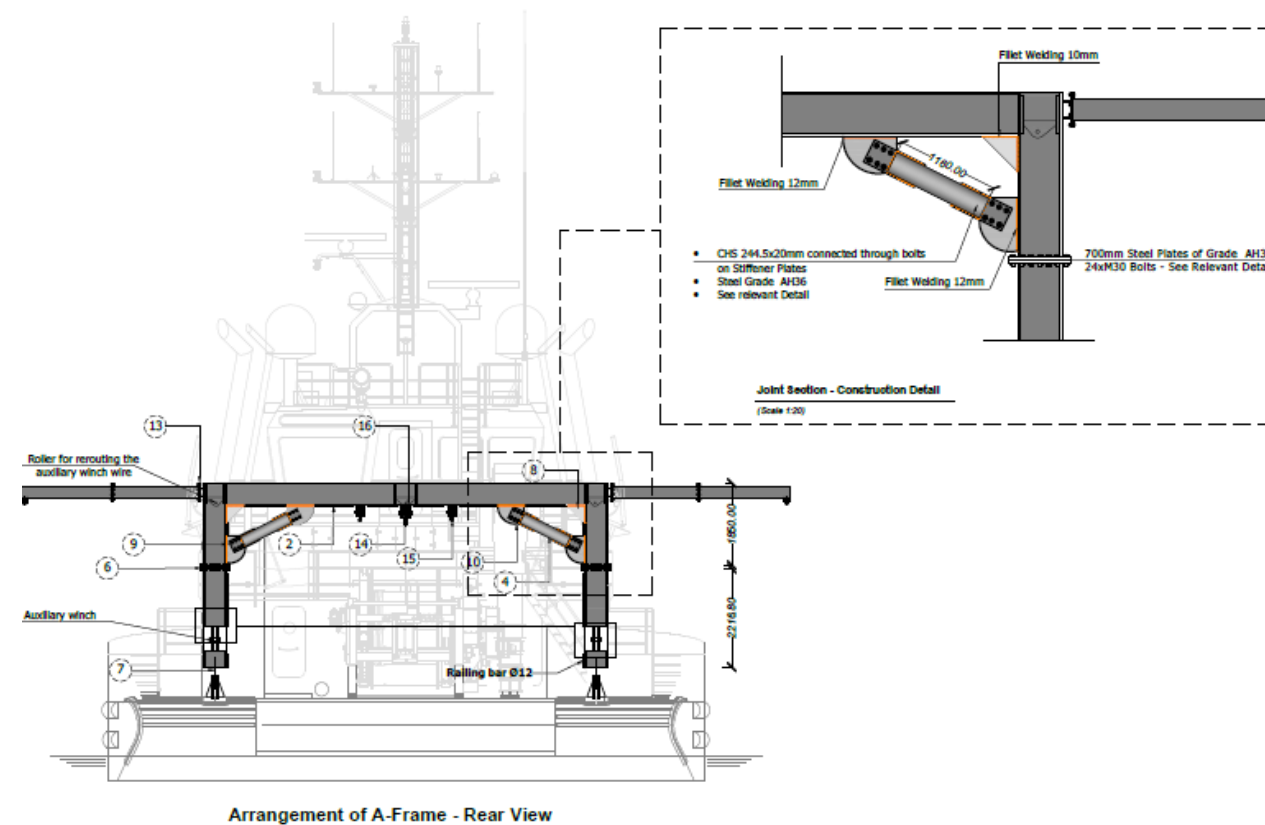 Fillet Welding 10mm
1160.00
Fillet Welding 12mm
• CHS 244.5x20mm connected through bolts
on Stiffener Plates
• Steel Grade AH36
• See relevant Detail
Fillet Welding 12mm
700mm Steel Plates of Grade AH3
24xM30 Bolts - See Relevant Deta
Joint Section - Construction Detail
(Scale 1:20)
13
16
Roller for rerouting the
auxiliary winch wire
8
1850.00
9
2
14
15
10
6
4
Auxiliary winch
2216.80
7
Railing bar Ø12
Arrangement of A-Frame - Rear View